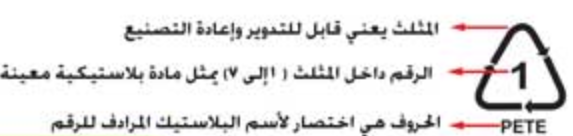 المثلث يعني قابل للتدوير وإعادة التصنيع
الرقم داخل المثلث ( ١إلى ٧) يمثل مادة بلاستيكية معينة
1
الحروف هي اختصار لأسم البلاستيك المرادف للرقم
PETE